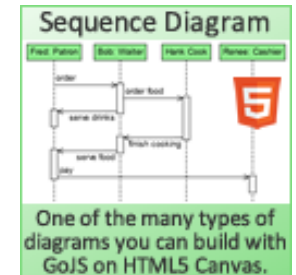 Sequence Diagram
Fred: Patron Bob: Waiter Hank: Cook Renee: Cashier
order
order food
serve drinks
finish cooking
serve food
pay
5
One of the many types of
diagrams you can build with
GoJS on HTML5 Canvas.